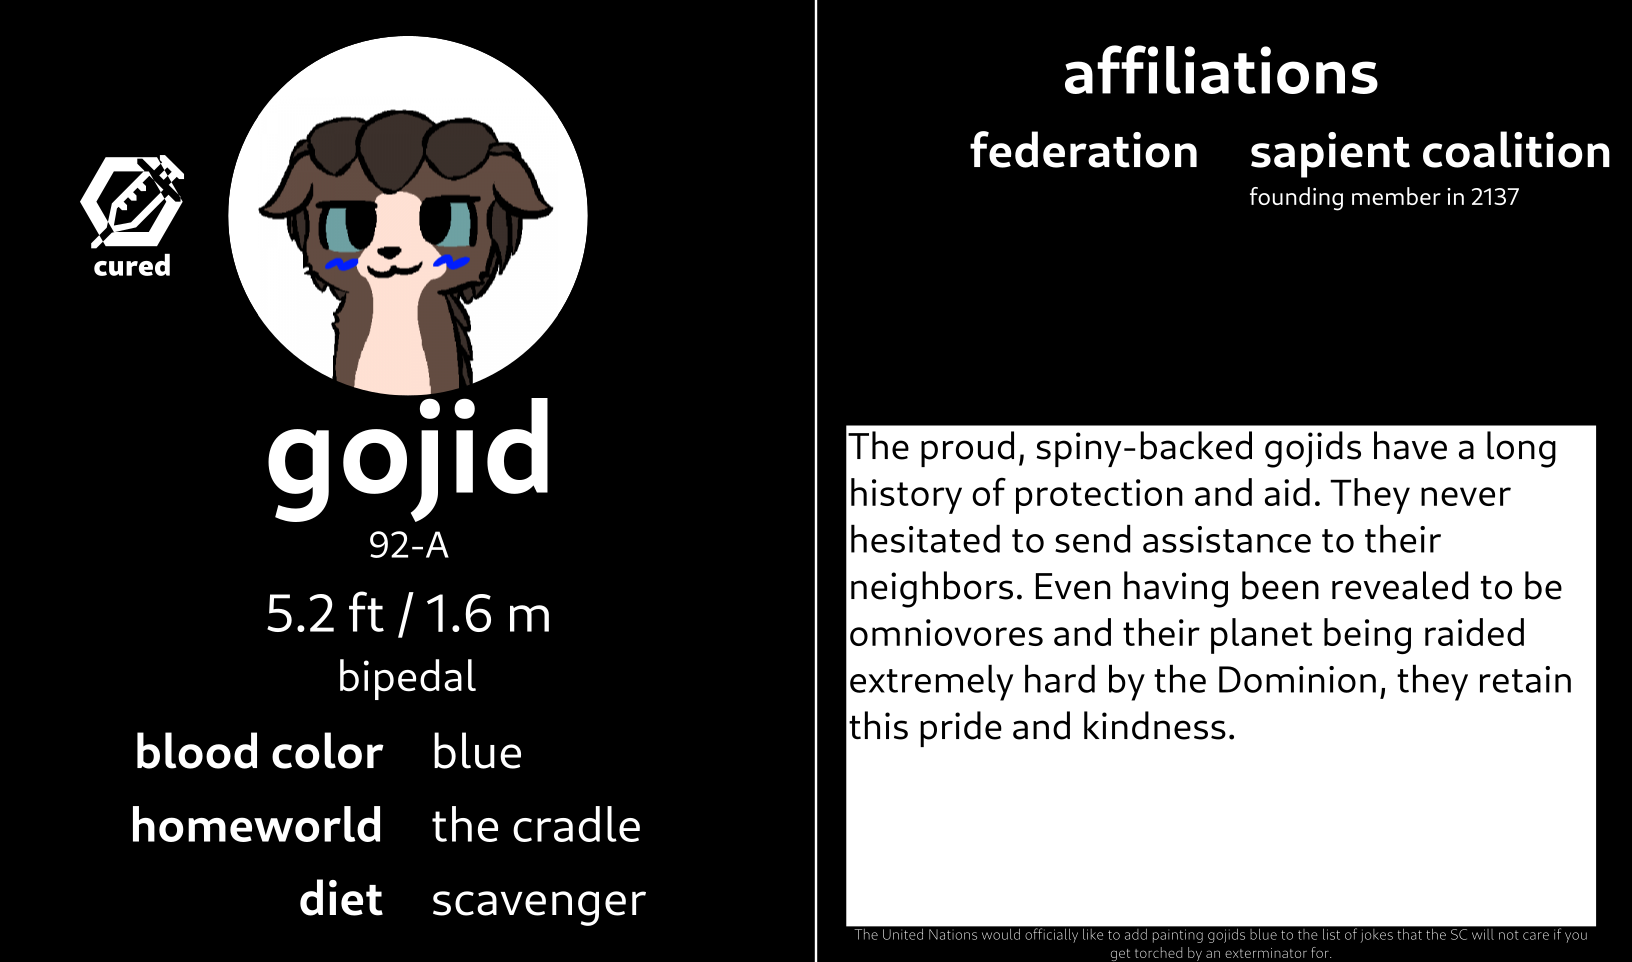 cured
gojid
92-A
5.2 ft / 1.6 m
bipedal
blood color blue
homeworld the cradle
diet scavenger
affiliations
federation sapient coalition
founding member in 2137
The proud, spiny-backed gojids have a long
history of protection and aid. They never
hesitated to send assistance to their
neighbors. Even having been revealed to be
omniovores and their planet being raided
extremely hard by the Dominion, they retain
this pride and kindness.
The United Nations would officially like to add painting gojids blue to the list of jokes that the SC will not care if you
get torched by an exterminator for.